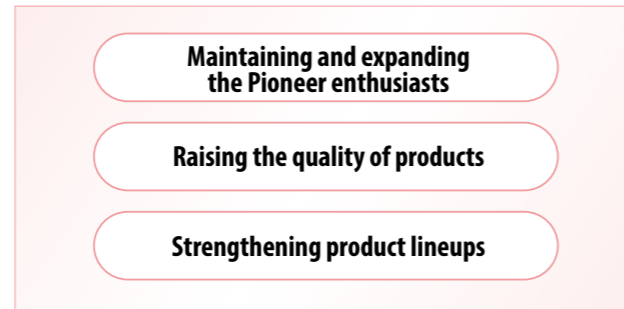 Maintaining and expanding
the Pioneer enthusiasts
Raising the quality of products
Strengthening product lineups